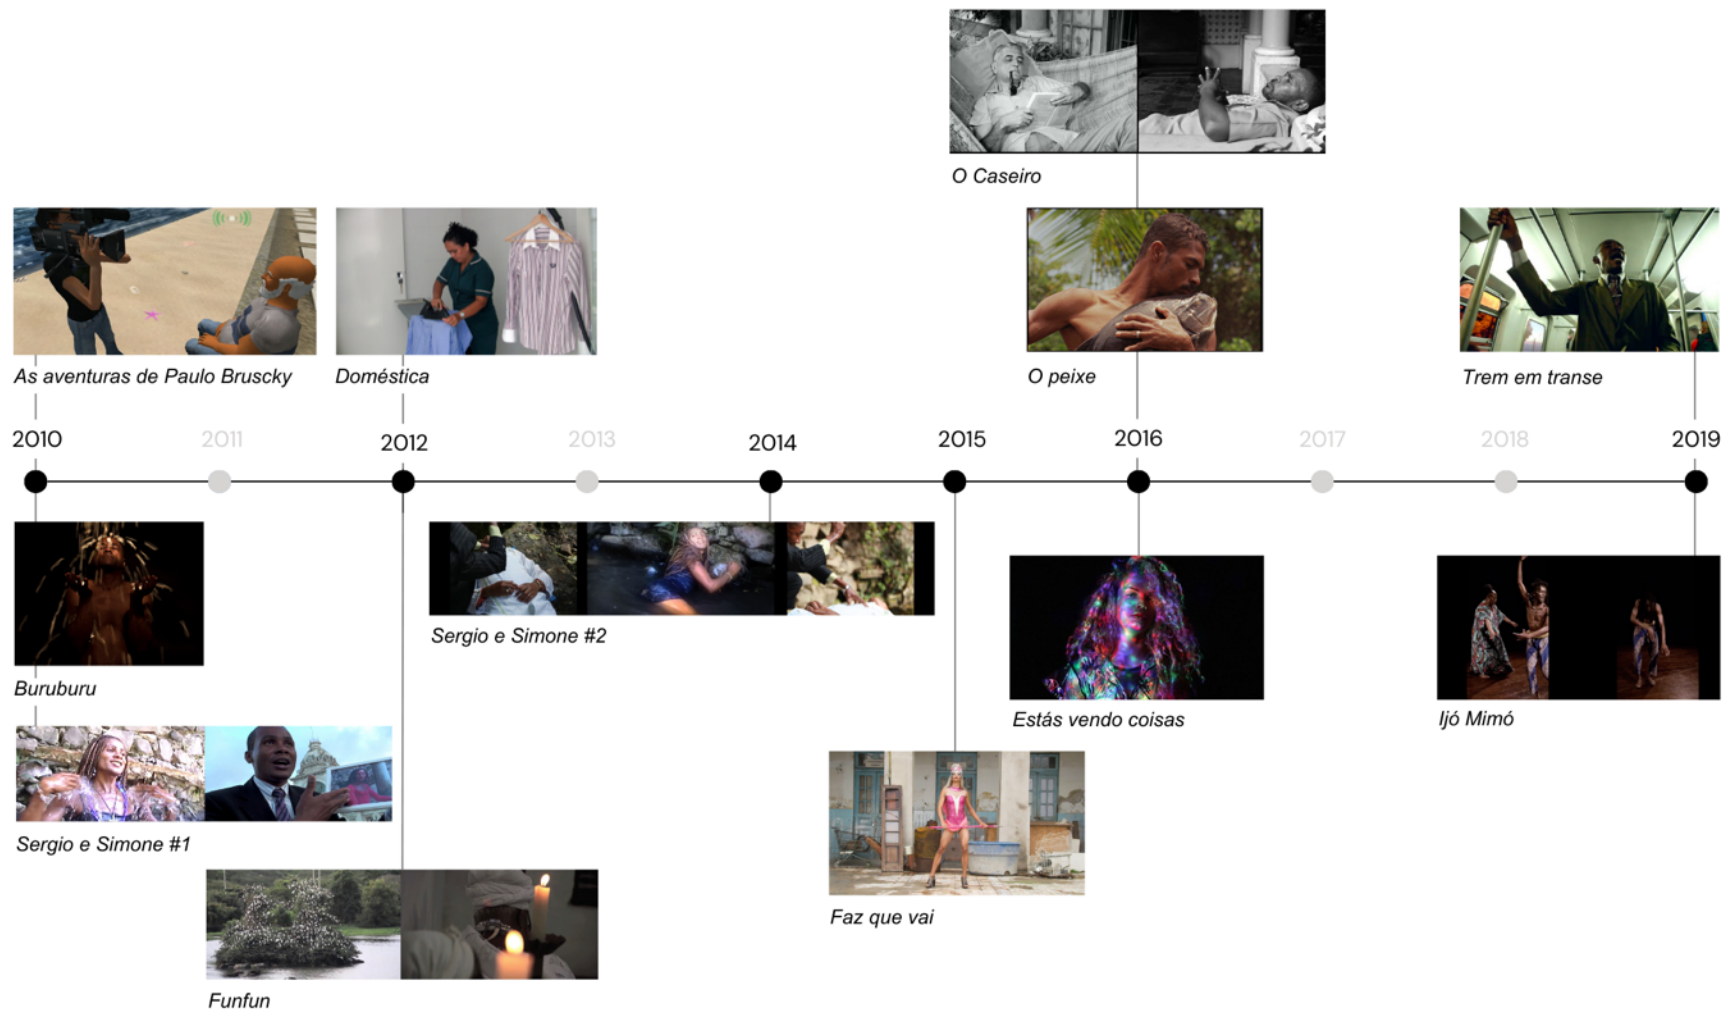 O Caseiro
As aventuras de Paulo Bruscky
Doméstica
O peixe
Trem em transe
2010
2011
2012
2013
2014
2015
2016
2017
2018
2019
Buruburu
Sergio e Simone #2
Estás vendo coisas
Ijó Mimó
Sergio e Simone #1
Faz que vai
Funfun